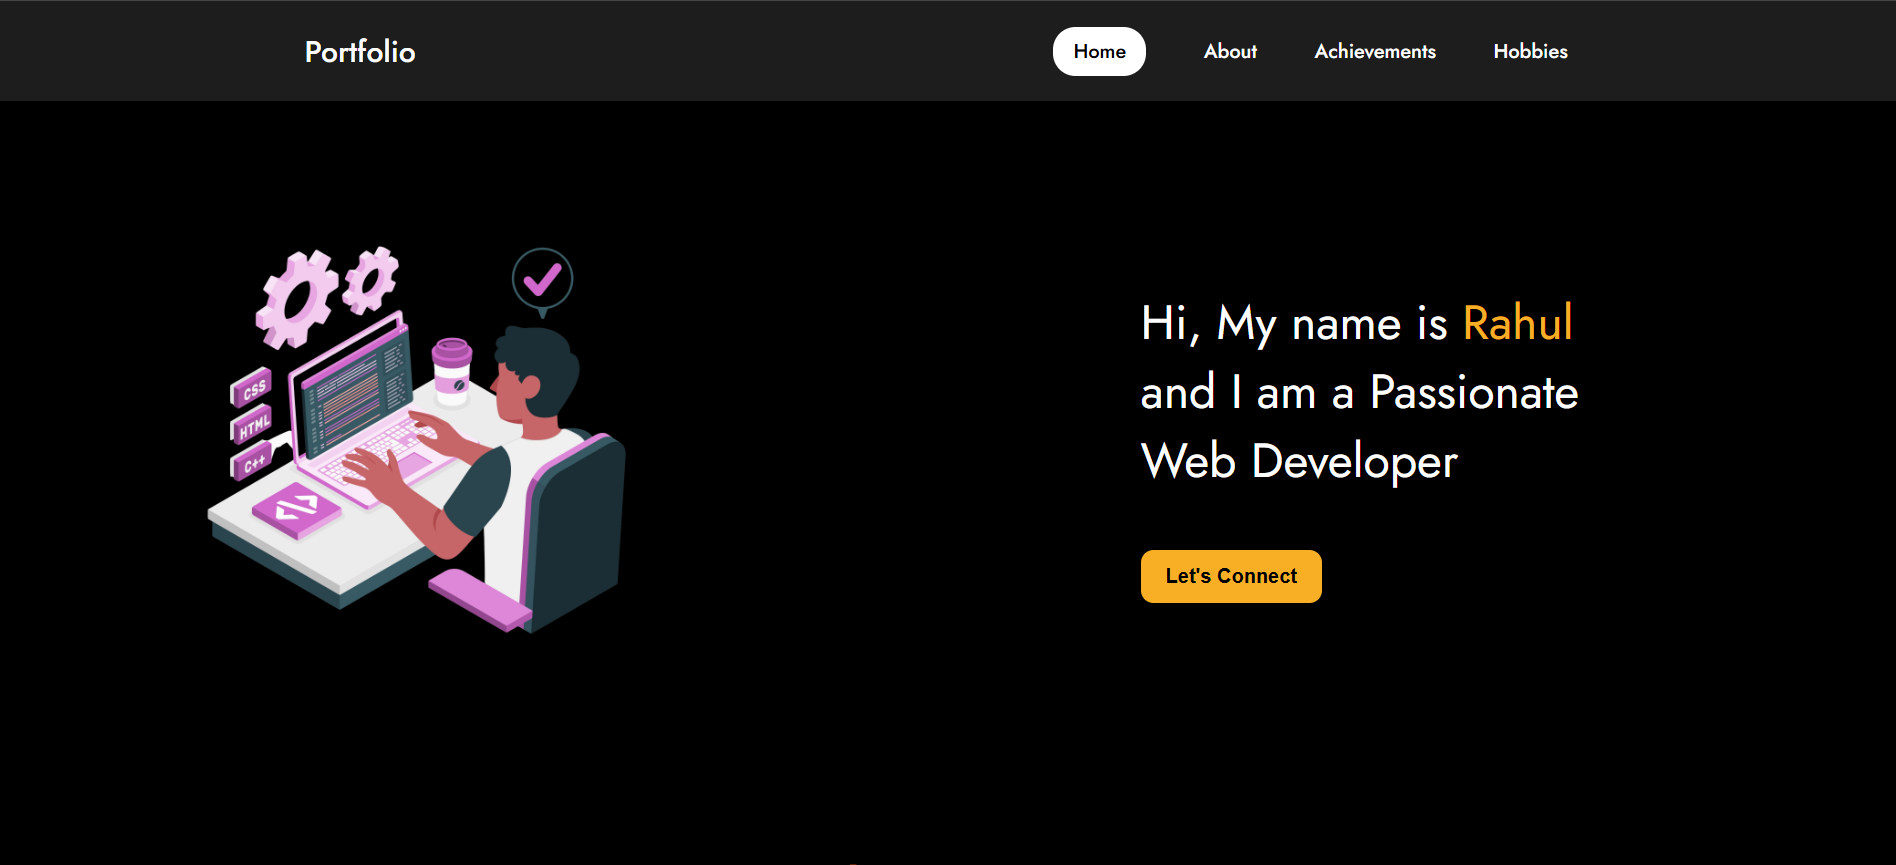 Portfolio
Home About Achievements Hobbies
CSS
HTML
C++
</>
Hi, My name is Rahul
and I am a Passionate
Web Developer
Let's Connect